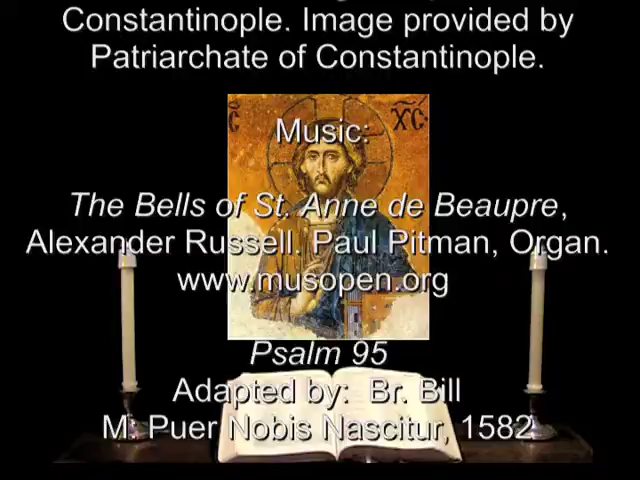 Constantinople. Image provided by
Patriarchate of Constantinople.
Music:
The Bells of St. Anne de Beaupre,
Alexander Russell. Paul Pitman, Organ.
www.musopen.org
Psalm 95
Adapted by: Br. Bill
M: Puer Nobis Nascitur, 1582